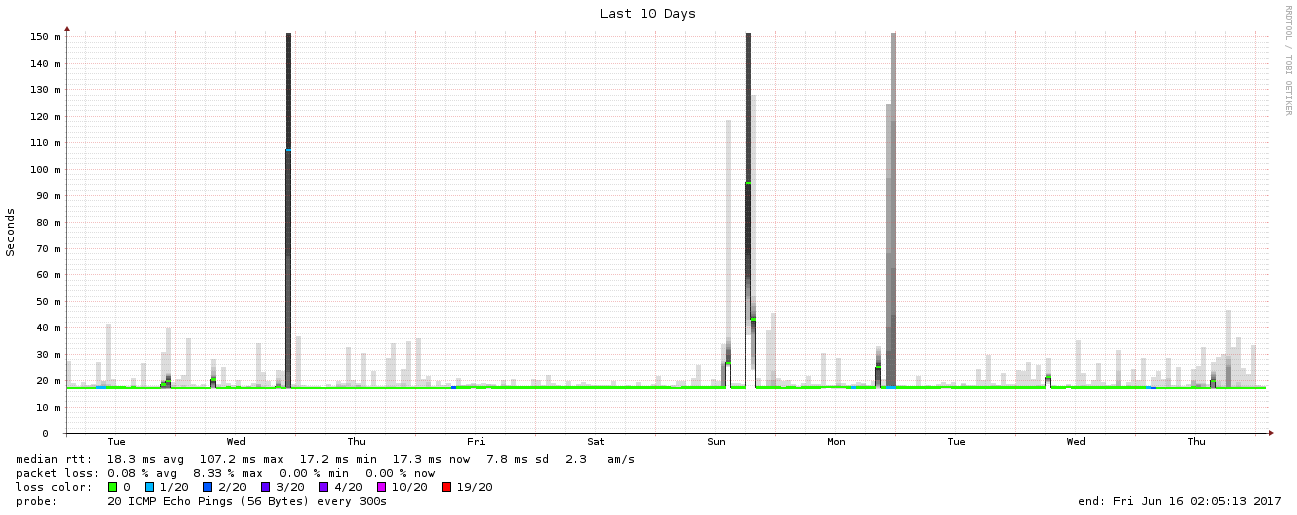 Last 10 Days
RRDTOOL / TOBI OETIKER
Seconds
150 m
140 m
130 m
120 m
110 m
100 m
90 m
80 m
70 m
60 m
50 m
40 m
30 m
20 m
10 m
0
Tue Wed Thu Fri Sat Sun Mon Tue Wed Thu
median rtt: 18.3 ms avg 107.2 ms max 17.2 ms min 17.3 ms now 7.8 ms sd 2.3 am/s
packet loss: 0.08 % avg 8.33 % max 0.00 % min 0.00 % now
loss color: 0 1/20 2/20 3/20 4/20 10/20 19/20
probe: 20 ICMP Echo Pings (56 Bytes) every 300s end: Fri Jun 16 02:05:13 2017